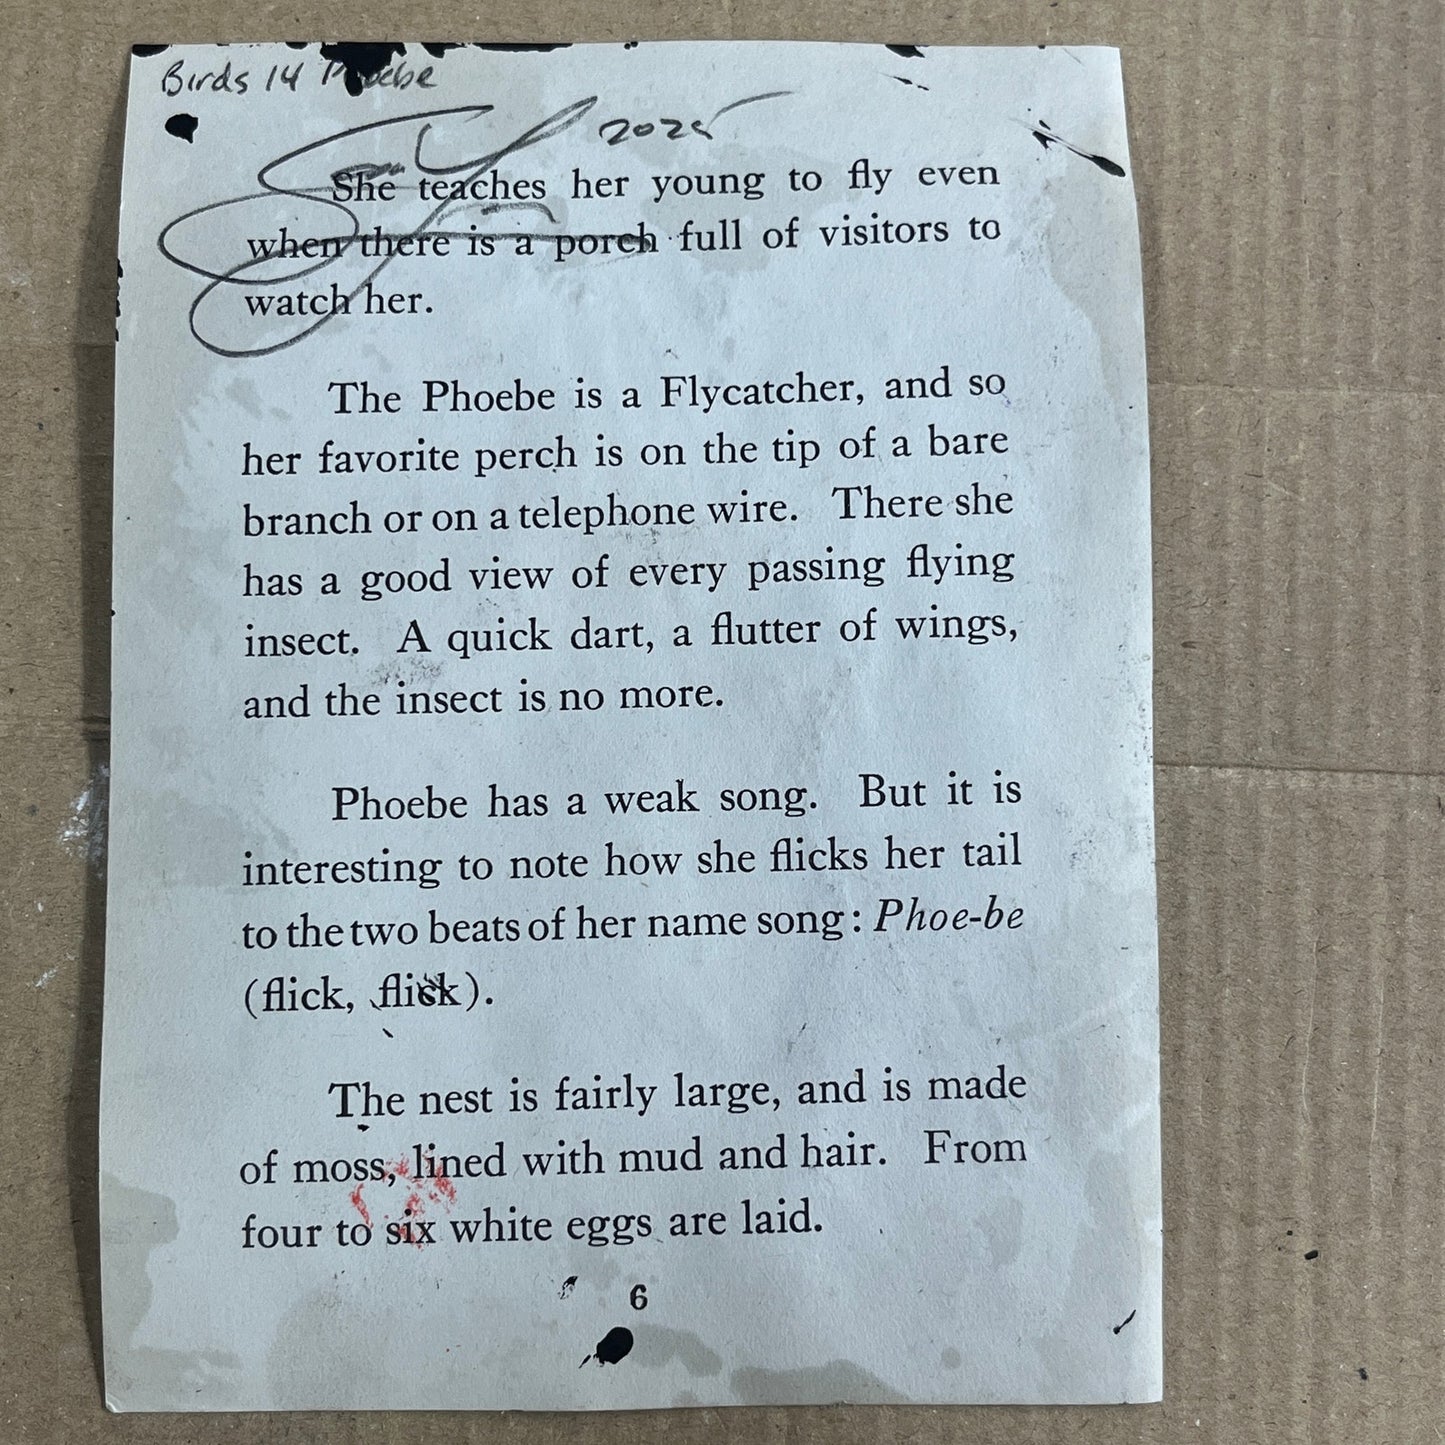 Birds 14 Phoebe
2025
She teaches her young to fly even
when there is a porch full of visitors to
watch her.
The Phoebe is a Flycatcher, and so
her favorite perch is on the tip of a bare
branch or on a telephone wire. There she
has a good view of every passing flying
insect. A quick dart, a flutter of wings,
and the insect is no more.
Phoebe has a weak song. But it is
interesting to note how she flicks her tail
to the two beats of her name song: Phoe-be
(flick, flick).
The nest is fairly large, and is made
of moss, lined with mud and hair. From
four to six white eggs are laid.
6